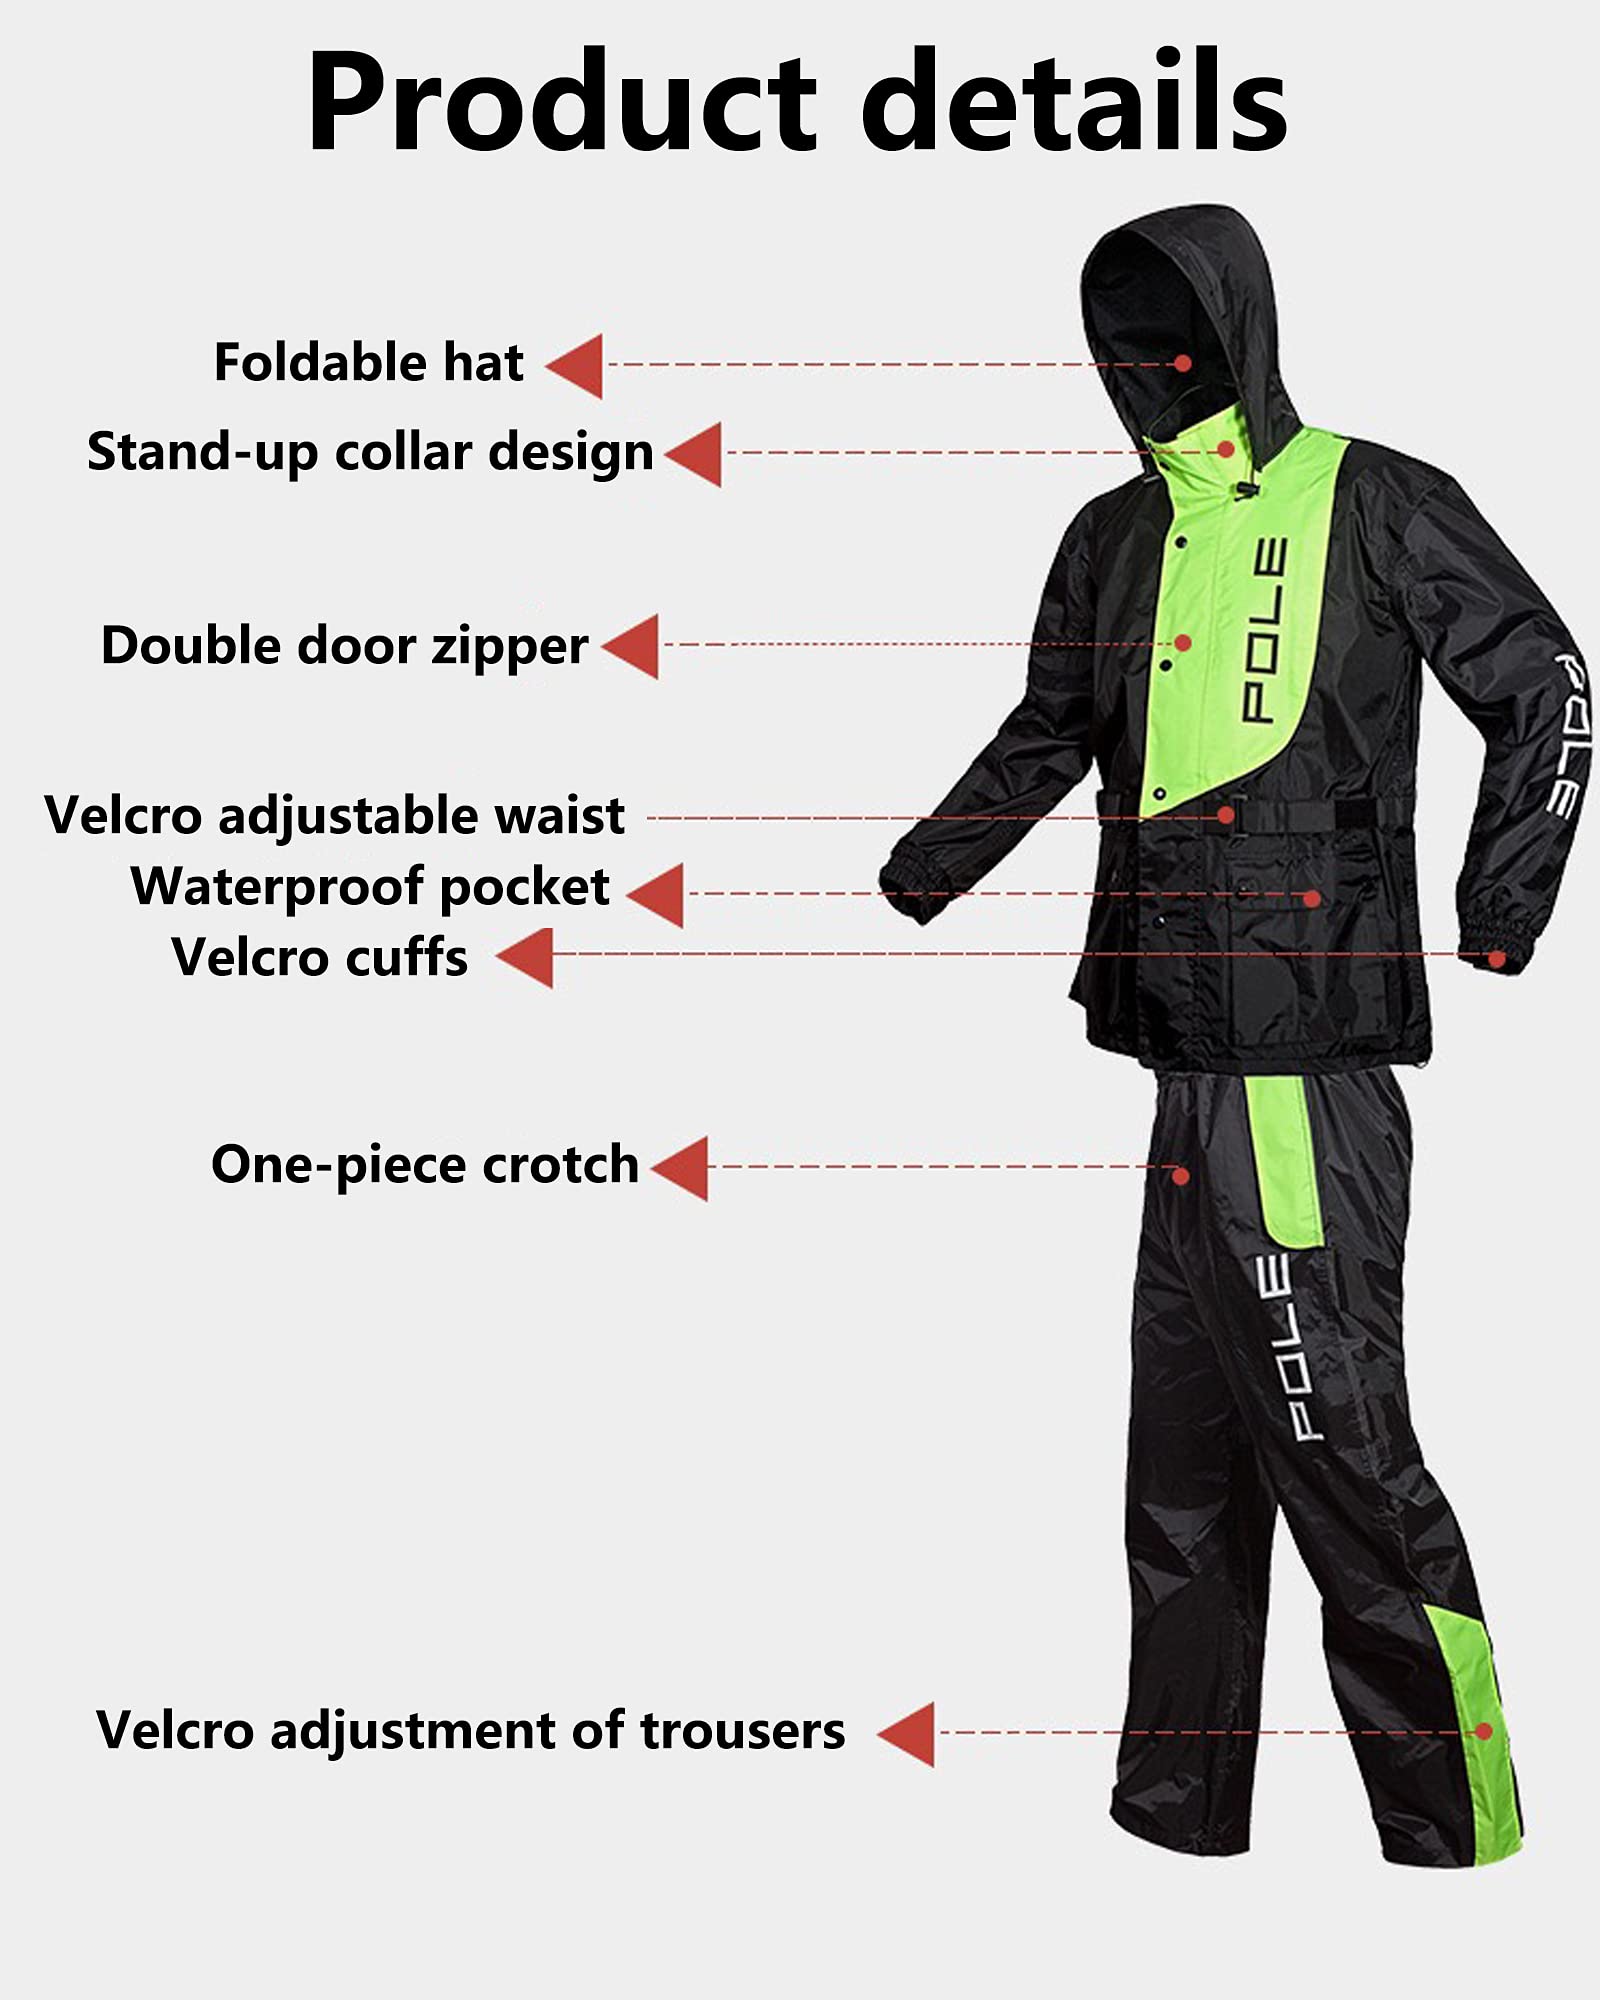 Product details
Foldable hat
Stand-up collar design
Double door zipper
Velcro adjustable waist
Waterproof pocket
Velcro cuffs
One-piece crotch
Velcro adjustment of trousers
POLE
POLE
POLE